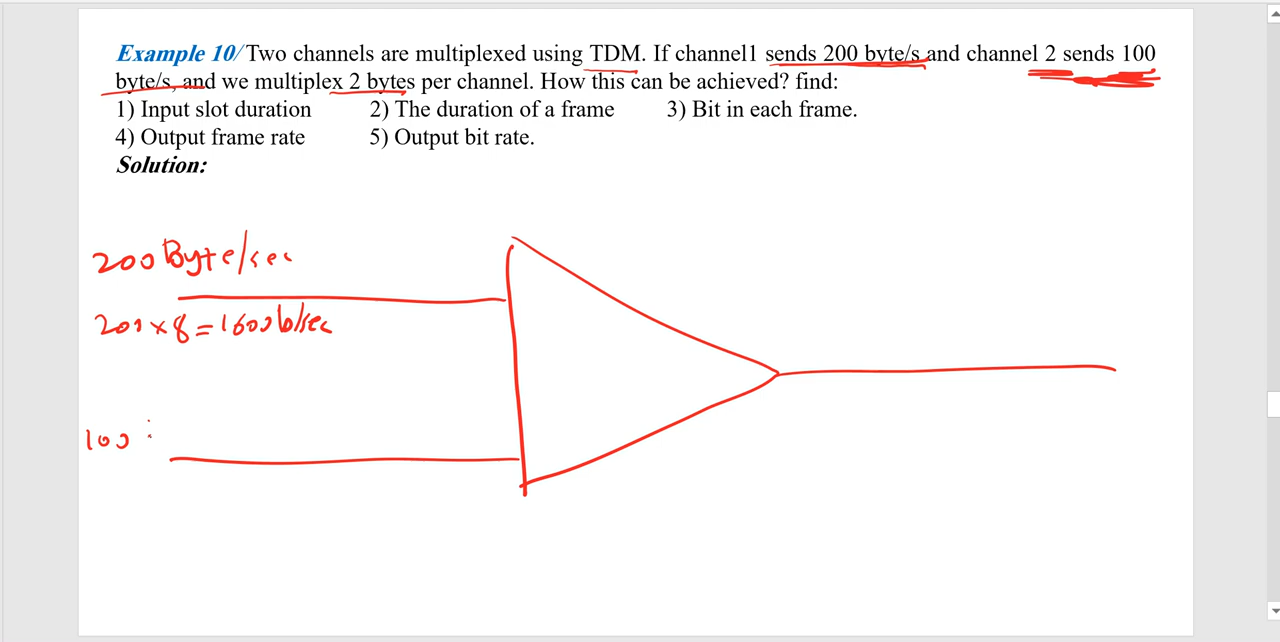 Example 10/ Two channels are multiplexed using TDM. If channel1 sends 200 byte/s and channel 2 sends 100
byte/s, and we multiplex 2 bytes per channel. How this can be achieved? find:
1) Input slot duration 2) The duration of a frame 3) Bit in each frame.
4) Output frame rate 5) Output bit rate.
Solution:
200 Byte/sec
200 × 8 = 1600 b/sec
100